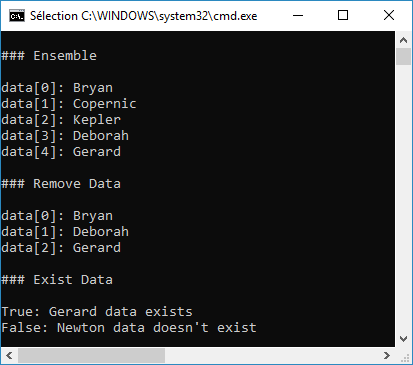 Sélection C:\WINDOWS\system32\cmd.exe
### Ensemble
data[0]: Bryan
data[1]: Copernic
data[2]: Kepler
data[3]: Deborah
data[4]: Gerard
### Remove Data
data[0]: Bryan
data[1]: Deborah
data[2]: Gerard
### Exist Data
True: Gerard data exists
False: Newton data doesn't exist